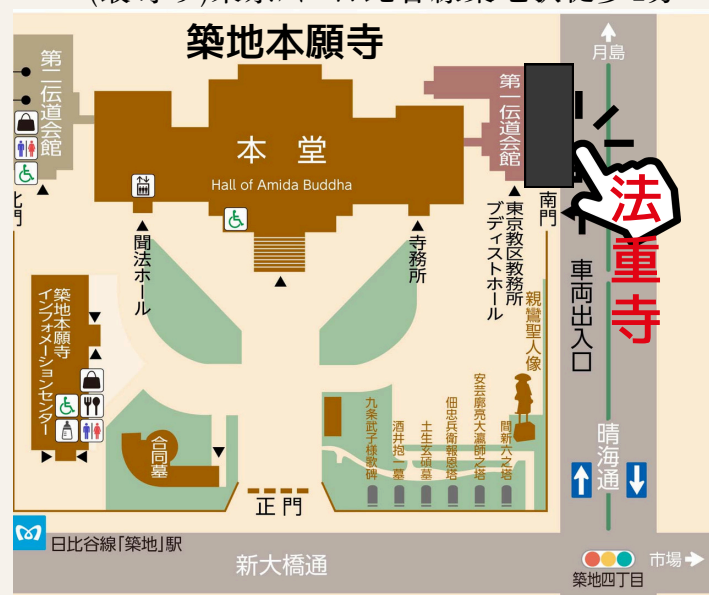 築地本願寺
月島
第二伝道会館
第一伝道会館
本堂
Hall of Amida Buddha
北門
南門
法重寺
聞法ホール
寺務所
東京教区教務所
ブディストホール
車両出入口
親鸞聖人像
築地本願寺
インフォメーションセンター
合同墓
九条武子様歌碑
酒井抱一墓
土生玄碩墓
佃忠兵衛報恩塔
安芸廓亮大瀛師之塔
間新六之塔
晴海通
正門
日比谷線「築地」駅
新大橋通
市場
築地四丁目